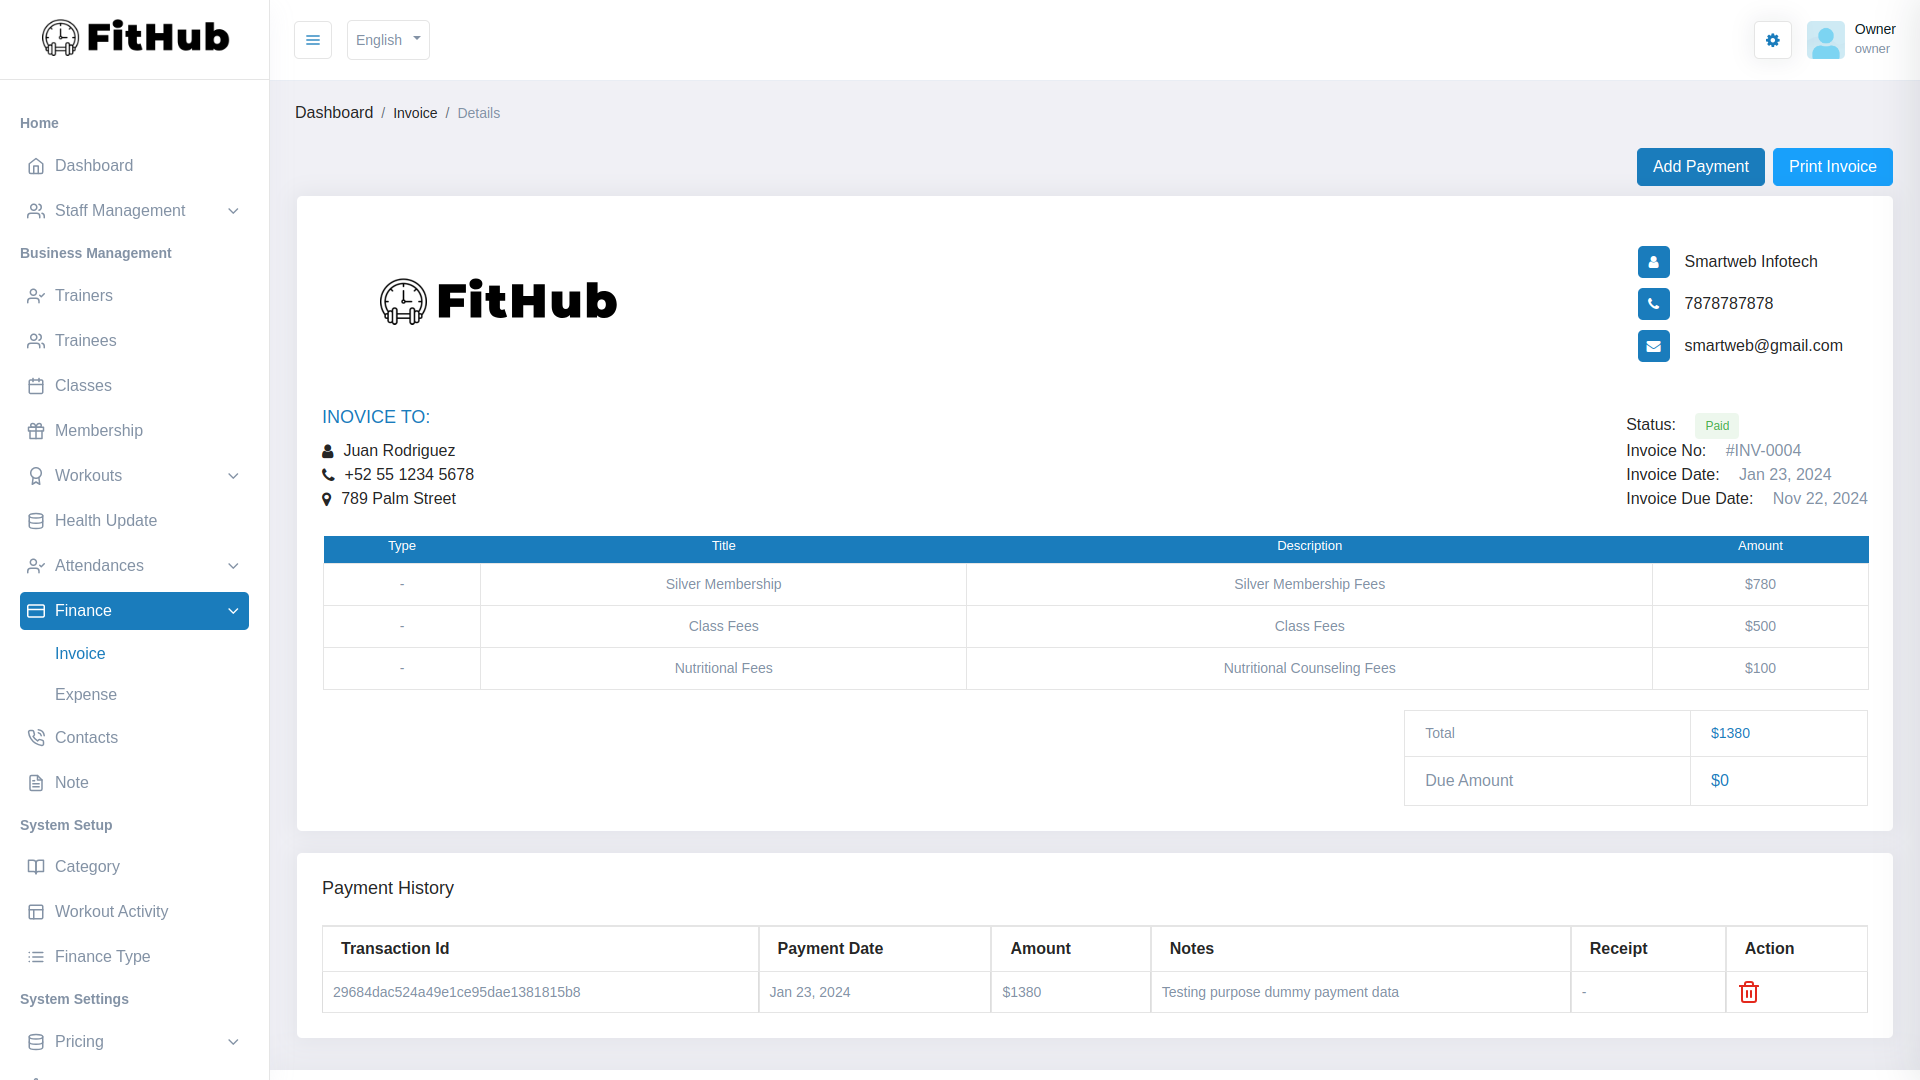 FitHub
English
Owner
owner
Home
Dashboard
Staff Management
Business Management
Trainers
Trainees
Classes
Membership
Workouts
Health Update
Attendances
Finance
Invoice
Expense
Contacts
Note
System Setup
Category
Workout Activity
Finance Type
System Settings
Pricing
Dashboard / Invoice / Details
Add Payment Print Invoice
FitHub
Smartweb Infotech
7878787878
smartweb@gmail.com
INOVICE TO:
Juan Rodriguez
+52 55 1234 5678
789 Palm Street
Status: Paid
Invoice No: #INV-0004
Invoice Date: Jan 23, 2024
Invoice Due Date: Nov 22, 2024
Type Title Description Amount
- Silver Membership Silver Membership Fees $780
- Class Fees Class Fees $500
- Nutritional Fees Nutritional Counseling Fees $100
Total $1380
Due Amount $0
Payment History
Transaction Id Payment Date Amount Notes Receipt Action
29684dac524a49e1ce95dae1381815b8 Jan 23, 2024 $1380 Testing purpose dummy payment data -